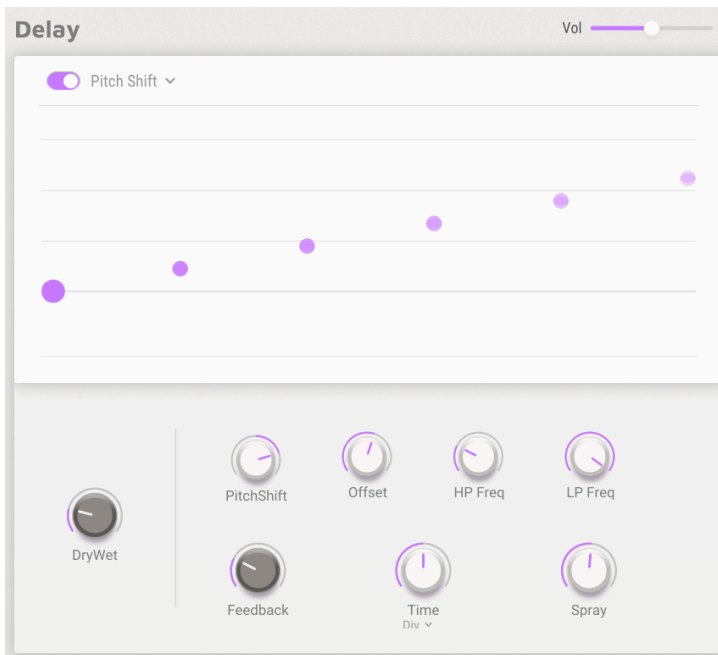 Delay
Vol
Pitch Shift
PitchShift
Offset
HP Freq
LP Freq
DryWet
Feedback
Time
Spray
Div